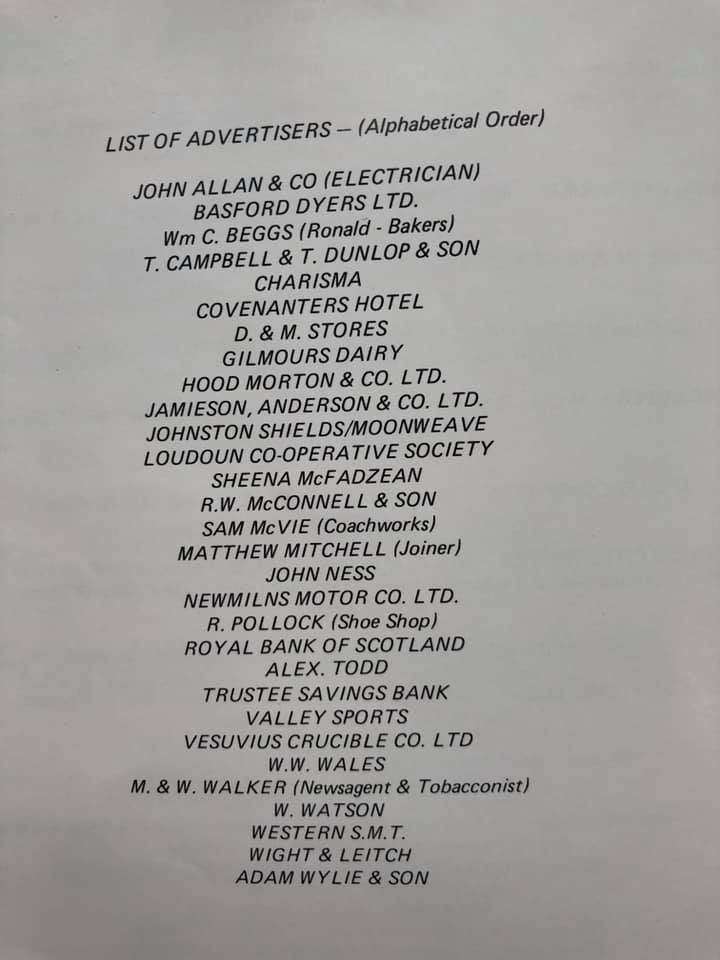 LIST OF ADVERTISERS — (Alphabetical Order)
JOHN ALLAN & CO (ELECTRICIAN)
BASFORD DYERS LTD.
Wm C. BEGGS (Ronald - Bakers)
T. CAMPBELL & T. DUNLOP & SON
CHARISMA
COVENANTERS HOTEL
D. & M. STORES
GILMOURS DAIRY
HOOD MORTON & CO. LTD.
JAMIESON, ANDERSON & CO. LTD.
JOHNSTON SHIELDS/MOONWEAVE
LOUDOUN CO-OPERATIVE SOCIETY
SHEENA McFADZEAN
R.W. McCONNELL & SON
SAM McVIE (Coachworks)
MATTHEW MITCHELL (Joiner)
JOHN NESS
NEWMILNS MOTOR CO. LTD.
R. POLLOCK (Shoe Shop)
ROYAL BANK OF SCOTLAND
ALEX. TODD
TRUSTEE SAVINGS BANK
VALLEY SPORTS
VESUVIUS CRUCIBLE CO. LTD
W.W. WALES
M. & W. WALKER (Newsagent & Tobacconist)
W. WATSON
WESTERN S.M.T.
WIGHT & LEITCH
ADAM WYLIE & SON